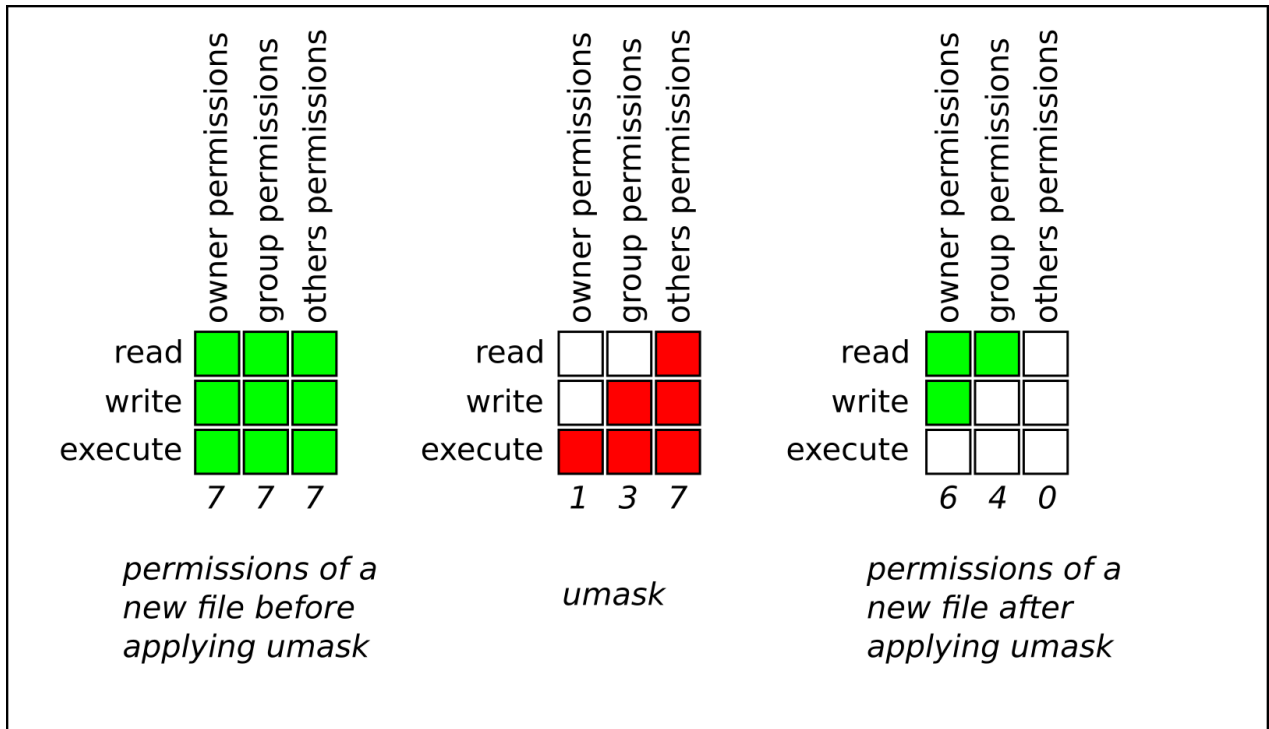 owner permissions
group permissions
others permissions
read
write
execute
7 7 7
permissions of a
new file before
applying umask
owner permissions
group permissions
others permissions
read
write
execute
1 3 7
umask
owner permissions
group permissions
others permissions
read
write
execute
6 4 0
permissions of a
new file after
applying umask